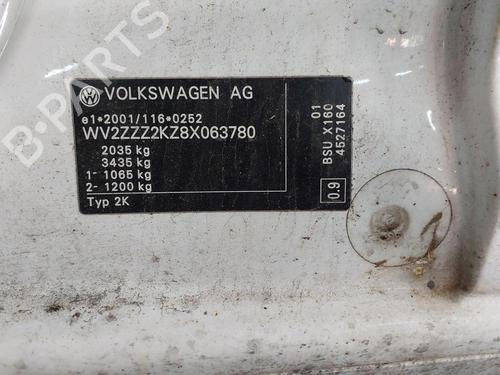 VOLKSWAGEN AG
e1*2001/116*0252
WV2ZZZ2KZ8X063780
2035 kg
3435 kg
1- 1065 kg
2- 1200 kg
Typ 2K
01
BSU X160
4527164
0.9
B-PARTS